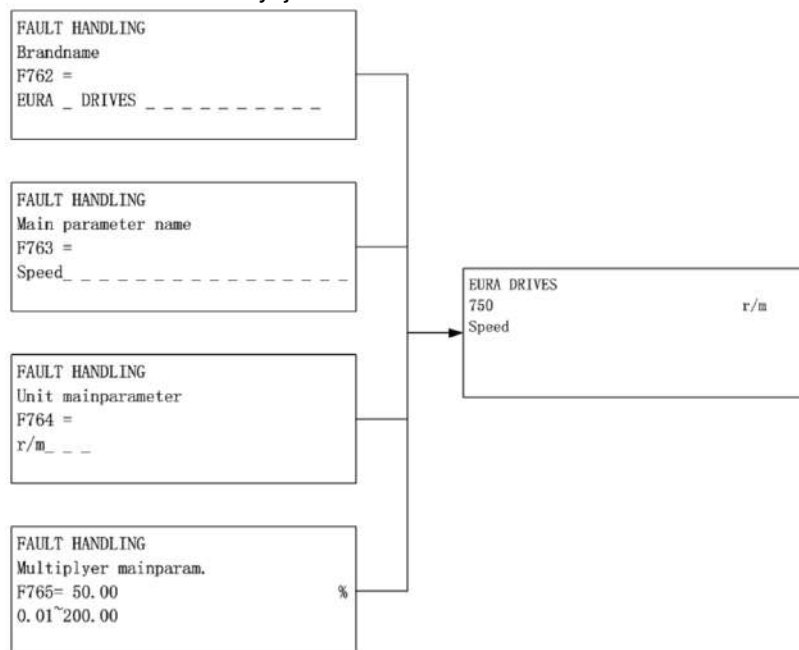 FAULT HANDLING
Brandname
F762 =
EURA _ DRIVES _ _ _ _ _ _ _ _ _ _
FAULT HANDLING
Main parameter name
F763 =
Speed_ _ _ _ _ _ _ _ _ _ _ _ _ _ _ _
FAULT HANDLING
Unit mainparameter
F764 =
r/m_ _ _
FAULT HANDLING
Multiplyer mainparam.
F765= 50.00 %
0.01~200.00
EURA DRIVES
750 r/m
Speed